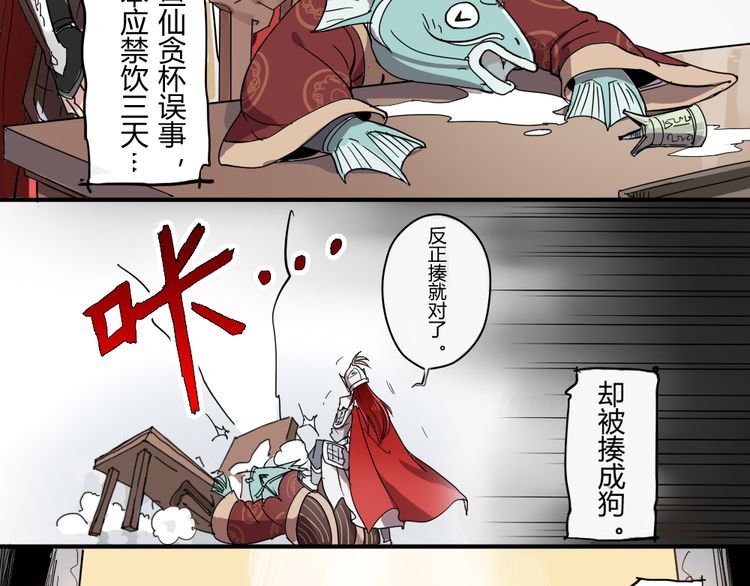 仙贪杯误事，
应禁饮三天…
咔…
反正揍就对了。
却被揍成狗。